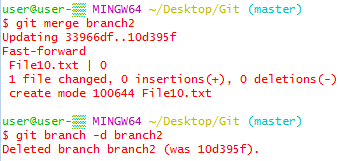 user@user- MINGW64 ~/Desktop/Git (master)
$ git merge branch2
Updating 33966df..10d395f
Fast-forward
 File10.txt | 0
 1 file changed, 0 insertions(+), 0 deletions(-)
 create mode 100644 File10.txt
user@user- MINGW64 ~/Desktop/Git (master)
$ git branch -d branch2
Deleted branch branch2 (was 10d395f).